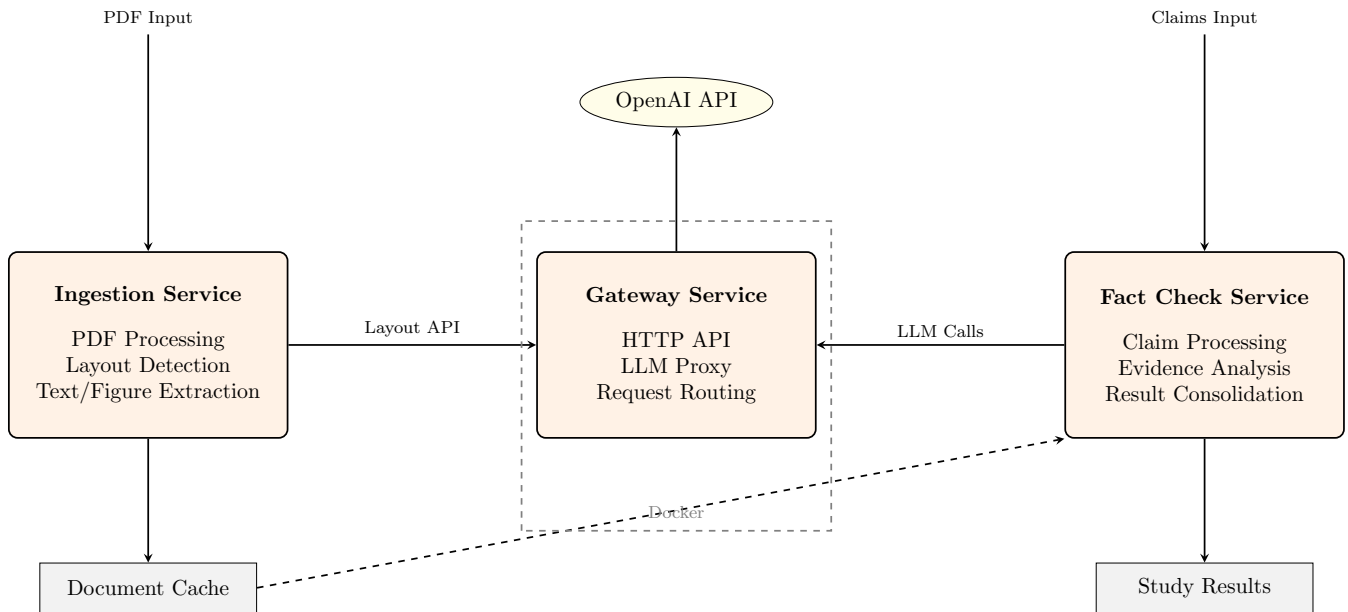 PDF Input
Claims Input
OpenAI API
Ingestion Service
PDF Processing
Layout Detection
Text/Figure Extraction
Layout API
Gateway Service
HTTP API
LLM Proxy
Request Routing
LLM Calls
Fact Check Service
Claim Processing
Evidence Analysis
Result Consolidation
Docker
Document Cache
Study Results